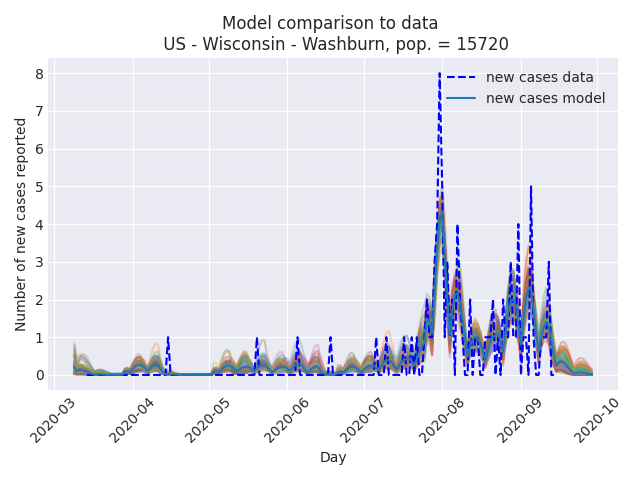 Model comparison to data
US - Wisconsin - Washburn, pop. = 15720
new cases data
new cases model
Number of new cases reported
8
7
6
5
4
3
2
1
0
2020-03
2020-04
2020-05
2020-06
2020-07
2020-08
2020-09
2020-10
Day